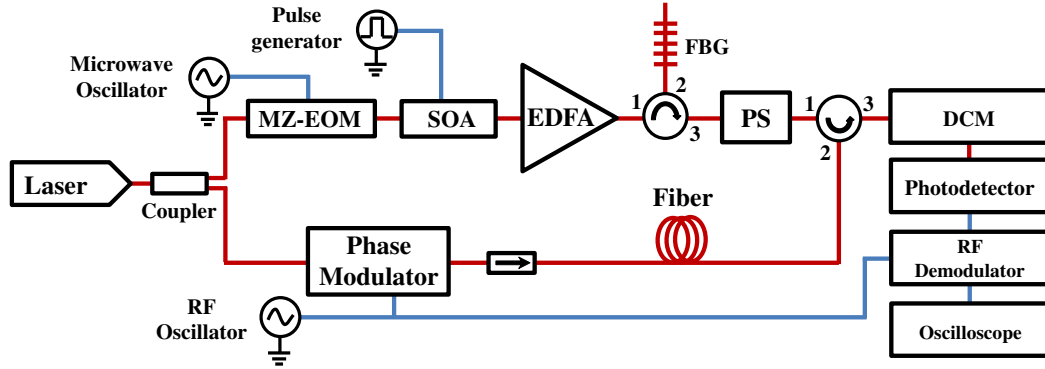 Pulse
generator
FBG
Microwave
Oscillator
1
2
3
MZ-EOM
SOA
EDFA
PS
1
3
2
DCM
Laser
Coupler
Photodetector
Fiber
Phase
Modulator
RF
Demodulator
RF
Oscillator
Oscilloscope